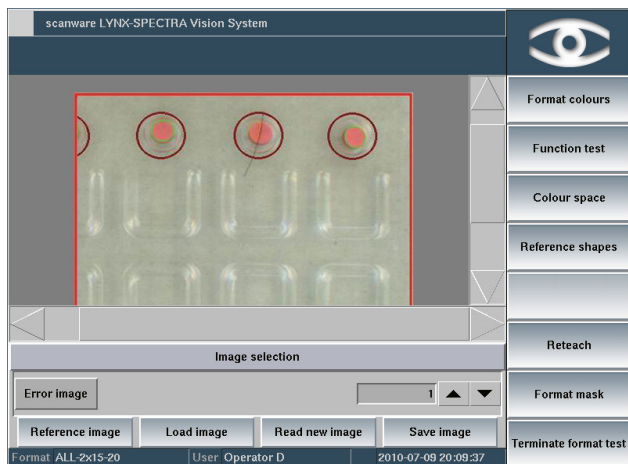 scanware LYNX-SPECTRA Vision System
Format colours
Function test
Colour space
Reference shapes
Reteach
Format mask
Terminate format test
Image selection
Error image
1
Reference image
Load image
Read new image
Save image
Format ALL-2x15-20
User Operator D
2010-07-09 20:09:37